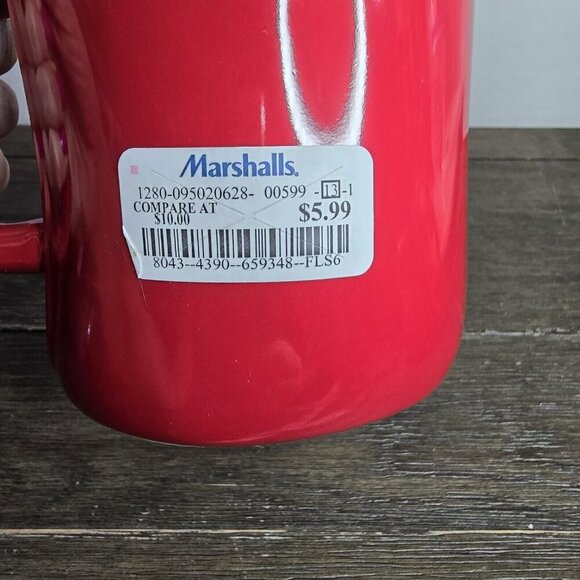 Marshalls.
1280-095020628- 00599 -13-1
COMPARE AT
$10.00
$5.99
8043--4390--659348--FLS6